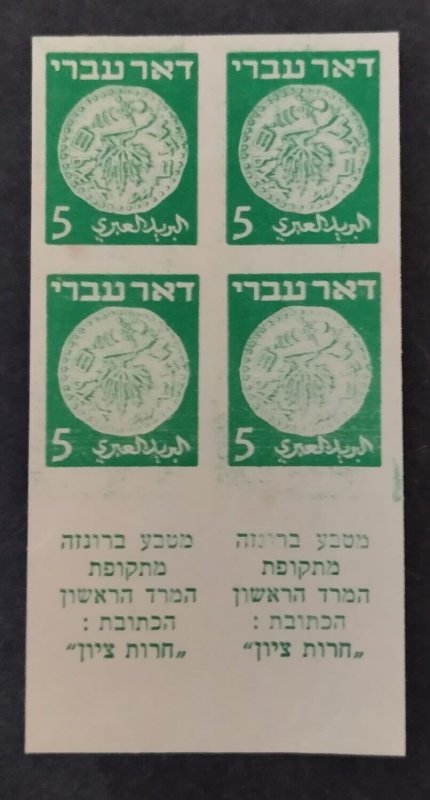 דאר עברי דאר עברי
5 البريد العبري 5 البريد العبري
דאר עברי דאר עברי
5 البريد العبري 5 البريد العبري
מטבע ברונזה מטבע ברונזה
מתקופת מתקופת
המרד הראשון המרד הראשון
הכתובת : הכתובת :
„חרות ציון” „חרות ציון”